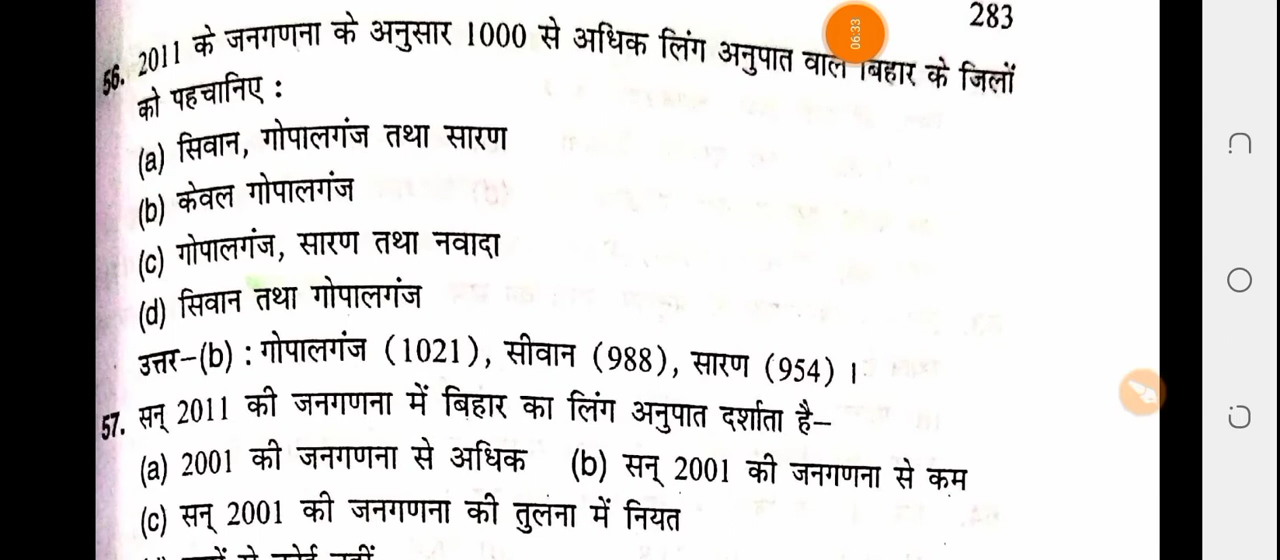 283
06:33
56. 2011 के जनगणना के अनुसार 1000 से अधिक लिंग अनुपात वाले बिहार के जिलों
को पहचानिए :
(a) सिवान, गोपालगंज तथा सारण
(b) केवल गोपालगंज
(c) गोपालगंज, सारण तथा नवादा
(d) सिवान तथा गोपालगंज
उत्तर–(b) : गोपालगंज (1021), सीवान (988), सारण (954) ।
57. सन् 2011 की जनगणना में बिहार का लिंग अनुपात दर्शाता है–
(a) 2001 की जनगणना से अधिक (b) सन् 2001 की जनगणना से कम
(c) सन् 2001 की जनगणना की तुलना में नियत